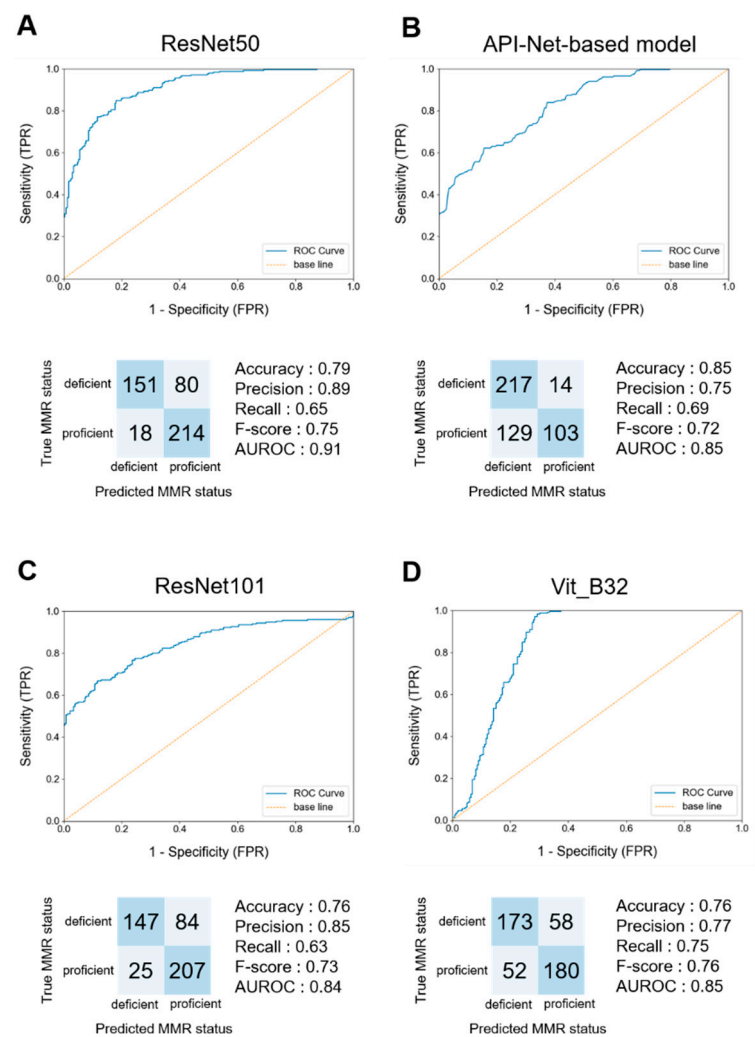 A
ResNet50
Sensitivity (TPR)
1.0
0.8
0.6
0.4
0.2
0.0
0.0 0.2 0.4 0.6 0.8 1.0
ROC Curve
base line
1 - Specificity (FPR)
True MMR status
deficient 151 80
proficient 18 214
deficient proficient
Predicted MMR status
Accuracy : 0.79
Precision : 0.89
Recall : 0.65
F-score : 0.75
AUROC : 0.91
B
API-Net-based model
Sensitivity (TPR)
1.0
0.8
0.6
0.4
0.2
0.0
0.0 0.2 0.4 0.6 0.8 1.0
ROC Curve
base line
1 - Specificity (FPR)
True MMR status
deficient 217 14
proficient 129 103
deficient proficient
Predicted MMR status
Accuracy : 0.85
Precision : 0.75
Recall : 0.69
F-score : 0.72
AUROC : 0.85
C
ResNet101
Sensitivity (TPR)
1.0
0.8
0.6
0.4
0.2
0.0
0.0 0.2 0.4 0.6 0.8 1.0
ROC Curve
base line
1 - Specificity (FPR)
True MMR status
deficient 147 84
proficient 25 207
deficient proficient
Predicted MMR status
Accuracy : 0.76
Precision : 0.85
Recall : 0.63
F-score : 0.73
AUROC : 0.84
D
Vit_B32
Sensitivity (TPR)
1.0
0.8
0.6
0.4
0.2
0.0
0.0 0.2 0.4 0.6 0.8 1.0
ROC Curve
base line
1 - Specificity (FPR)
True MMR status
deficient 173 58
proficient 52 180
deficient proficient
Predicted MMR status
Accuracy : 0.76
Precision : 0.77
Recall : 0.75
F-score : 0.76
AUROC : 0.85